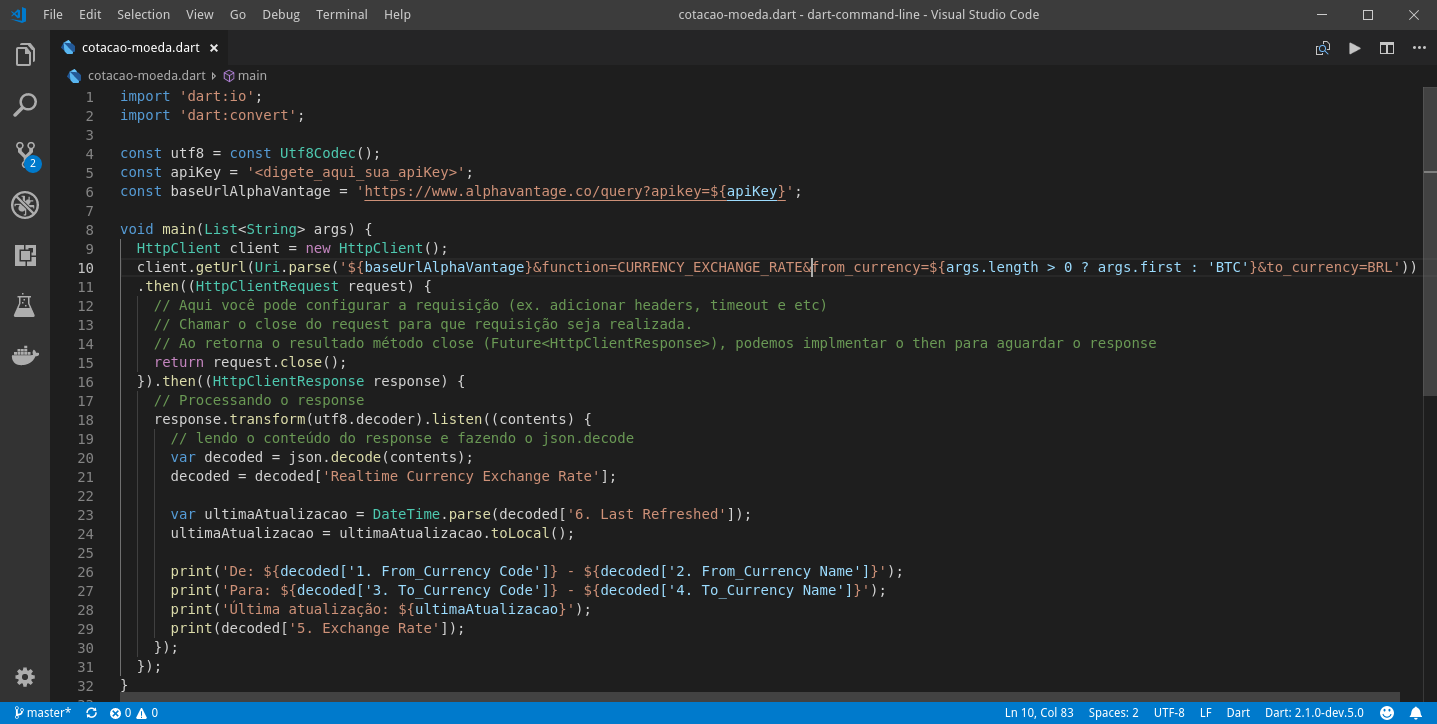 File Edit Selection View Go Debug Terminal Help cotacao-moeda.dart - dart-command-line - Visual Studio Code
cotacao-moeda.dart ×
cotacao-moeda.dart main
1 import 'dart:io';
2 import 'dart:convert';
3
4 const utf8 = const Utf8Codec();
5 const apiKey = '<digete_aqui_sua_apiKey>';
6 const baseUrlAlphaVantage = 'https://www.alphavantage.co/query?apikey=${apiKey}';
7
8 void main(List<String> args) {
9   HttpClient client = new HttpClient();
10   client.getUrl(Uri.parse('${baseUrlAlphaVantage}&function=CURRENCY_EXCHANGE_RATE&from_currency=${args.length > 0 ? args.first : 'BTC'}&to_currency=BRL'))
11   .then((HttpClientRequest request) {
12     // Aqui você pode configurar a requisição (ex. adicionar headers, timeout e etc)
13     // Chamar o close do request para que requisição seja realizada.
14     // Ao retorna o resultado método close (Future<HttpClientResponse>), podemos implmentar o then para aguardar o response
15     return request.close();
16   }).then((HttpClientResponse response) {
17     // Processando o response
18     response.transform(utf8.decoder).listen((contents) {
19       // lendo o conteúdo do response e fazendo o json.decode
20       var decoded = json.decode(contents);
21       decoded = decoded['Realtime Currency Exchange Rate'];
22
23       var ultimaAtualizacao = DateTime.parse(decoded['6. Last Refreshed']);
24       ultimaAtualizacao = ultimaAtualizacao.toLocal();
25
26       print('De: ${decoded['1. From_Currency Code']} - ${decoded['2. From_Currency Name']}');
27       print('Para: ${decoded['3. To_Currency Code']} - ${decoded['4. To_Currency Name']}');
28       print('Última atualização: ${ultimaAtualizacao}');
29       print(decoded['5. Exchange Rate']);
30     });
31   });
32 }
2
master* 0 0 Ln 10, Col 83 Spaces: 2 UTF-8 LF Dart Dart: 2.1.0-dev.5.0